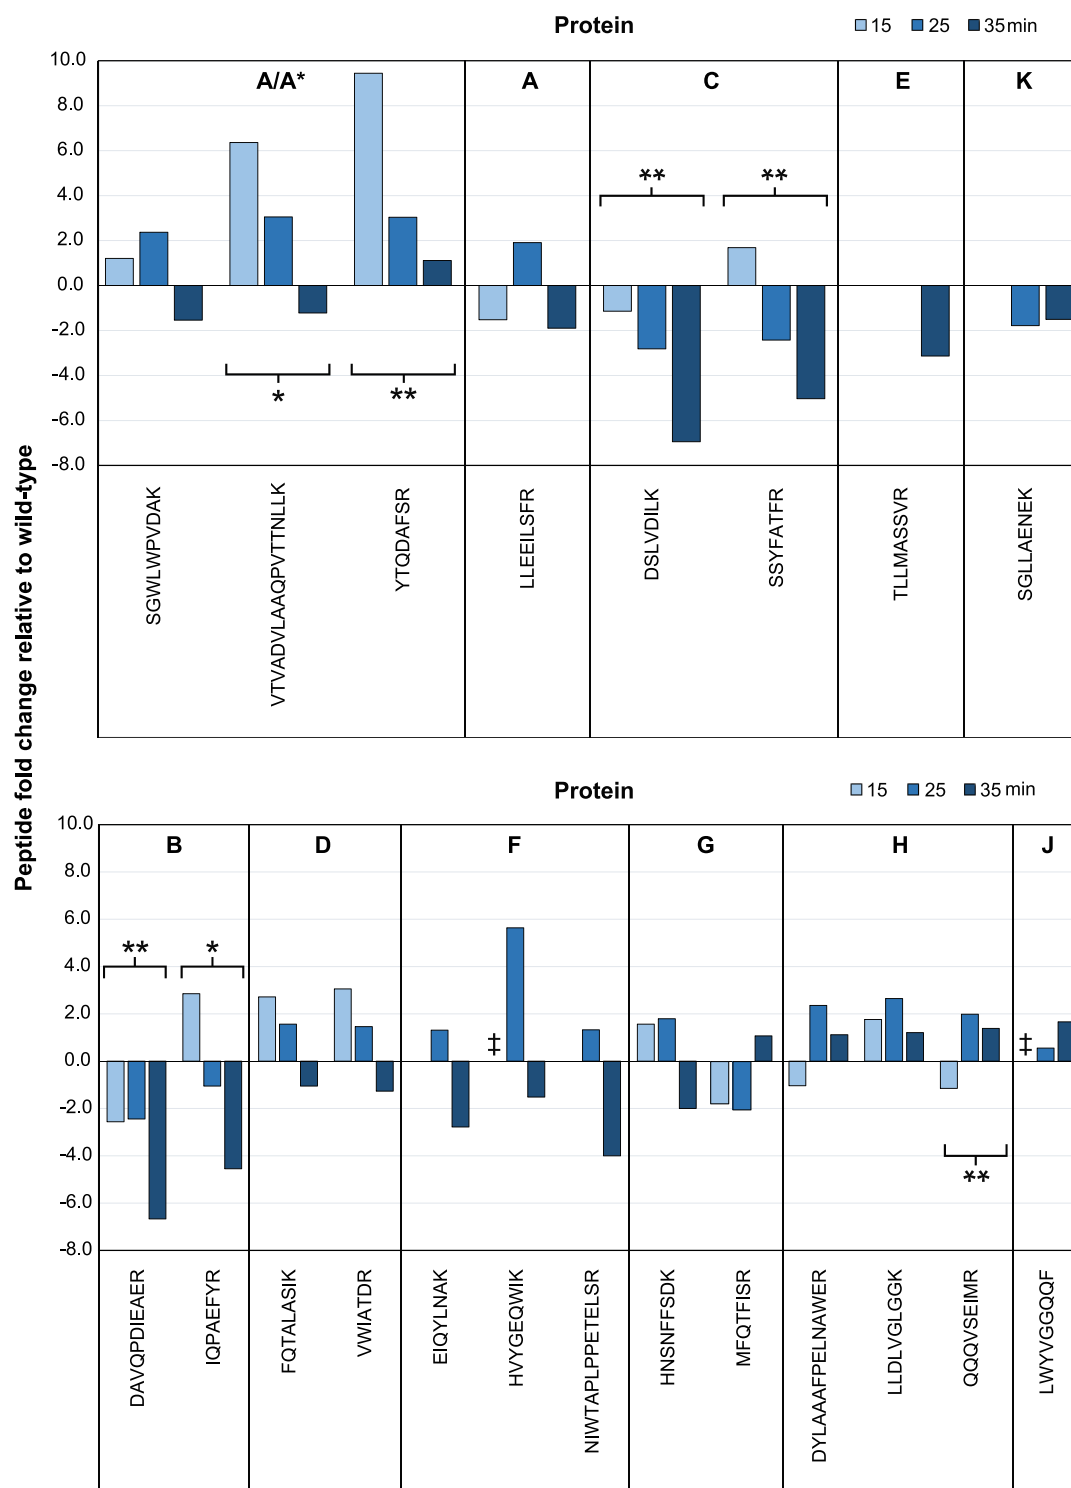 Protein
15 25 35 min
10.0
8.0
6.0
4.0
2.0
0.0
-2.0
-4.0
-6.0
-8.0
A/A* A C E K
** **
* **
SGWLWPVDAK
VTVADVLAAQPVTTNLLK
YTQDAFSR
LLEEILSFR
DSLVDILK
SSYFATFR
TLLMASSVR
SGLLAENEK
Peptide fold change relative to wild-type
Protein
15 25 35 min
10.0
8.0
6.0
4.0
2.0
0.0
-2.0
-4.0
-6.0
-8.0
B D F G H J
** *
‡ ‡
**
DAVQPDIEAER
IQPAEFYR
FQTALASIK
VWIATDR
EIQYLNAK
HVYGEQWIK
NIWTAPLPPETELSR
HNSNFFSDK
MFQTFISR
DYLAAAFPELNAWER
LLDLVGLGGK
QQQVSEIMR
LWYVGGQQF